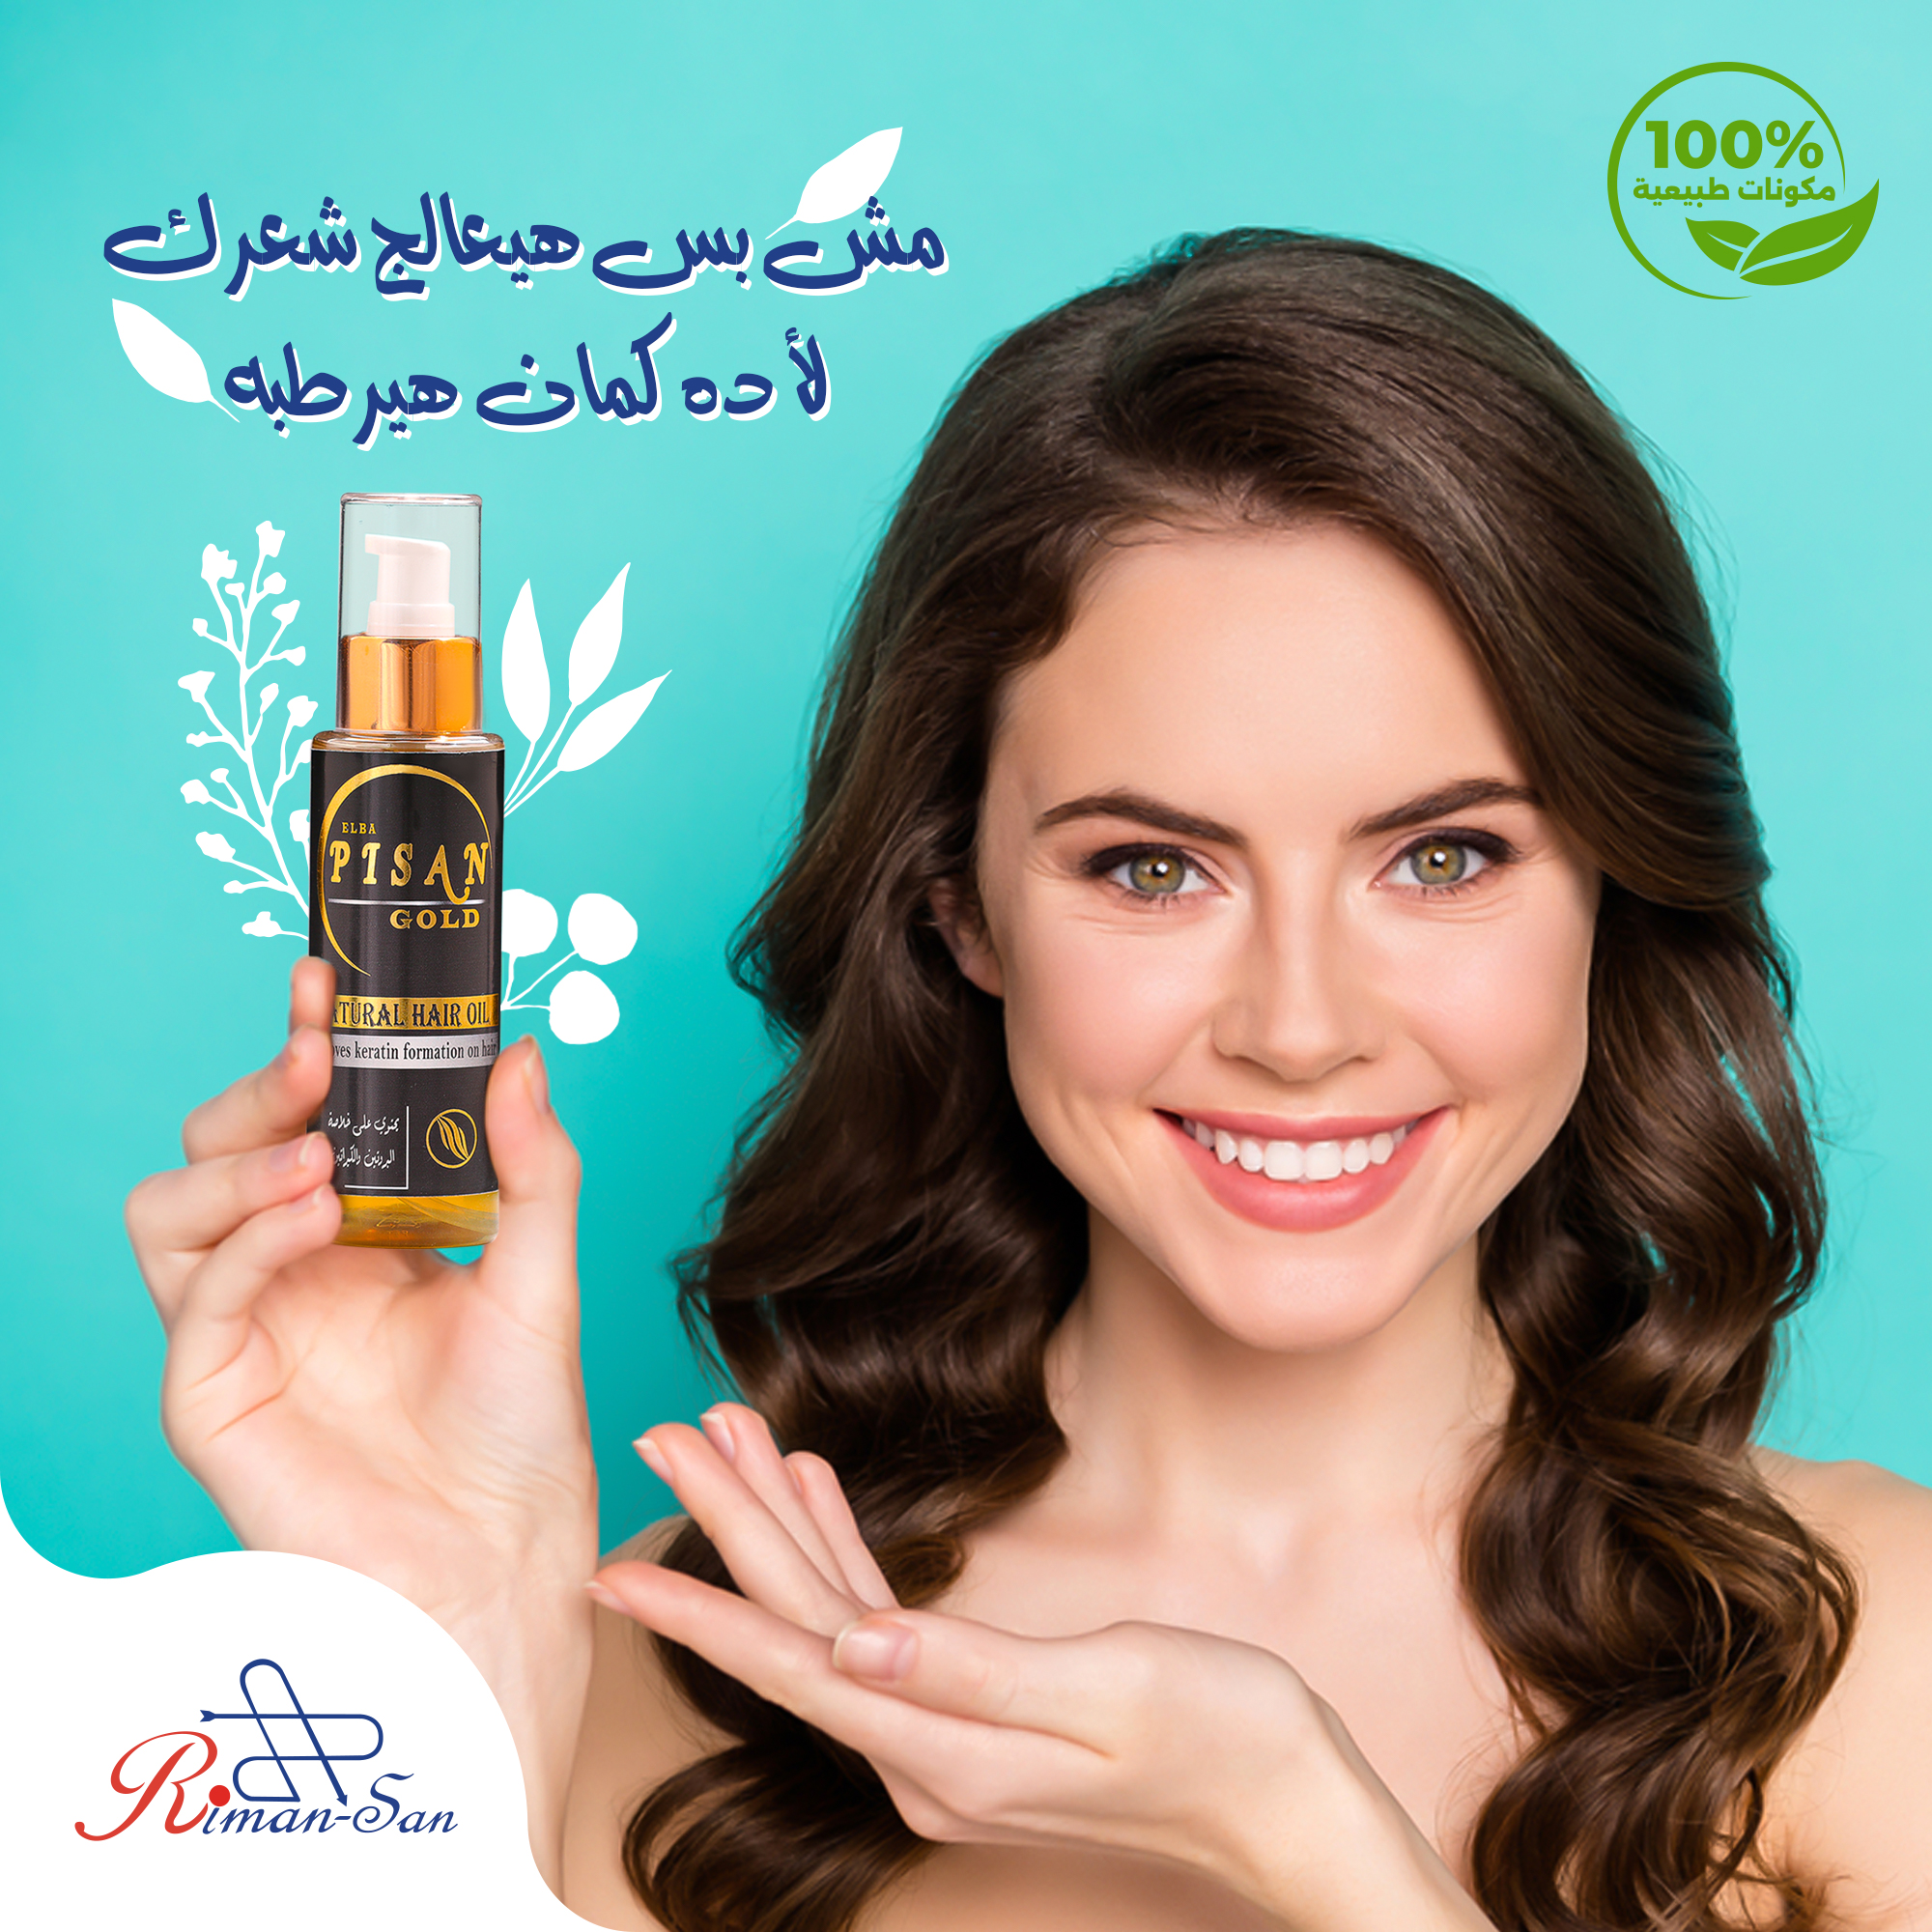 100%
مكونات طبيعية
مش بس هيعالج شعرك
لأ ده كمان هيرطبه
ELBA
PISAN
GOLD
HAIR OIL
keratin formation on hair
يحتوي على خلاصة
البروتين والكيراتين
Riman-San